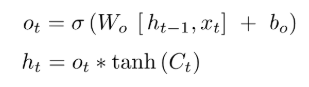 o_t = σ (W_o [h_{t−1}, x_t] + b_o)
h_t = o_t * tanh (C_t)